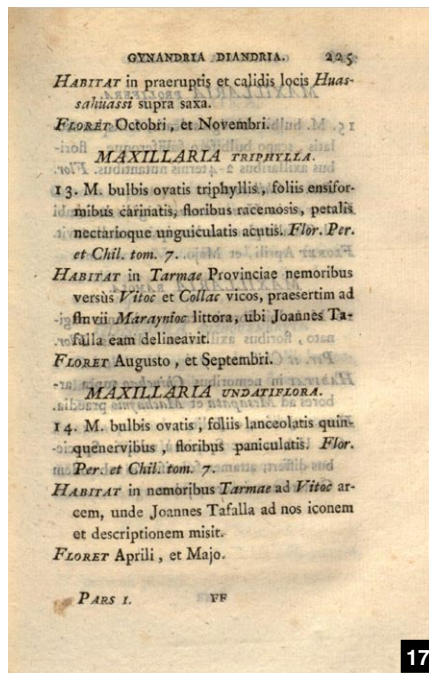 GYNANDRIA DIANDRIA. 225
HABITAT in praeruptis et calidis locis Huas-
sahuassi supra saxa.
FLORET Octobri, et Novembri.
MAXILLARIA TRIPHYLLA.
13. M. bulbis ovatis triphyllis, foliis ensifor-
mibus carinatis, floribus racemosis, petalis
nectarioque unguiculatis acutis. Flor. Per.
et Chil. tom. 7.
HABITAT in Tarmae Provinciae nemoribus
versùs Vitoc et Collac vicos, praesertim ad
fluvii Maraynioc littora, ubi Joannes Ta-
falla eam delineavit.
FLORET Augusto, et Septembri.
MAXILLARIA UNDATIFLORA.
14. M. bulbis ovatis, foliis lanceolatis quin-
quenervibus, floribus paniculatis. Flor.
Per. et Chil. tom. 7.
HABITAT in nemoribus Tarmae ad Vitoc ar-
cem, unde Joannes Tafalla ad nos iconem
et descriptionem misit.
FLORET Aprili, et Majo.
PARS I. FF
17